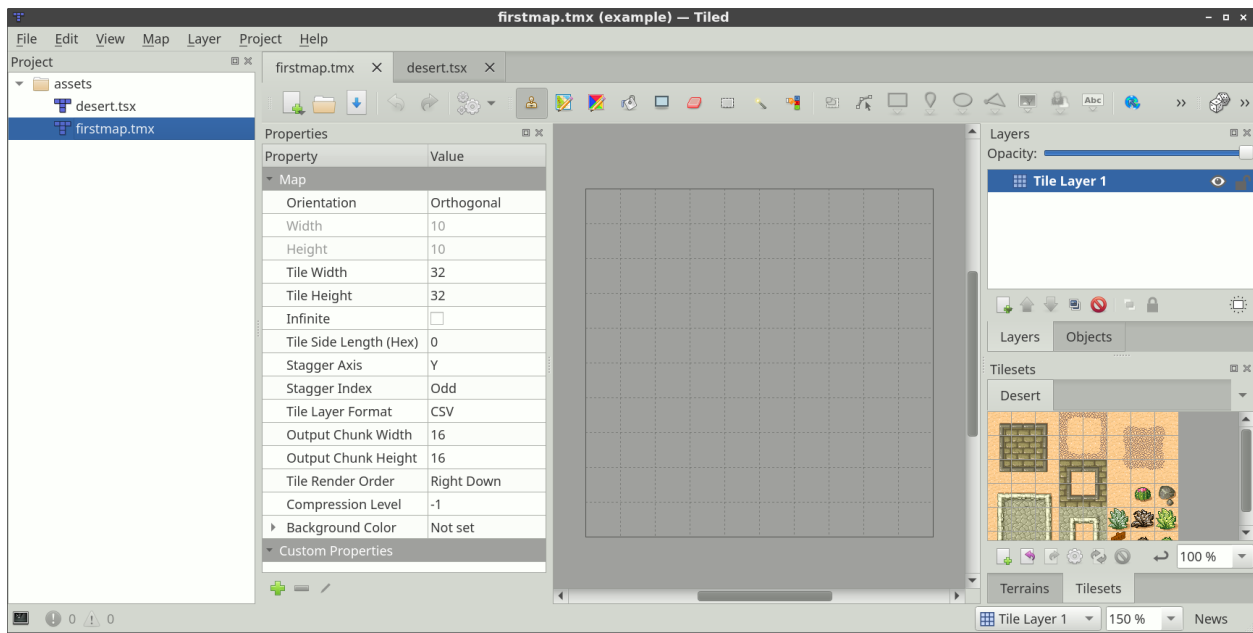 firstmap.tmx (example) — Tiled
File Edit View Map Layer Project Help
Project
assets
desert.tsx
firstmap.tmx
firstmap.tmx desert.tsx
Abc
Properties
Property Value
Map
Orientation Orthogonal
Width 10
Height 10
Tile Width 32
Tile Height 32
Infinite
Tile Side Length (Hex) 0
Stagger Axis Y
Stagger Index Odd
Tile Layer Format CSV
Output Chunk Width 16
Output Chunk Height 16
Tile Render Order Right Down
Compression Level -1
Background Color Not set
Custom Properties
Layers
Opacity:
Tile Layer 1
Layers Objects
Tilesets
Desert
100 %
Terrains Tilesets
0 0
Tile Layer 1 150 % News